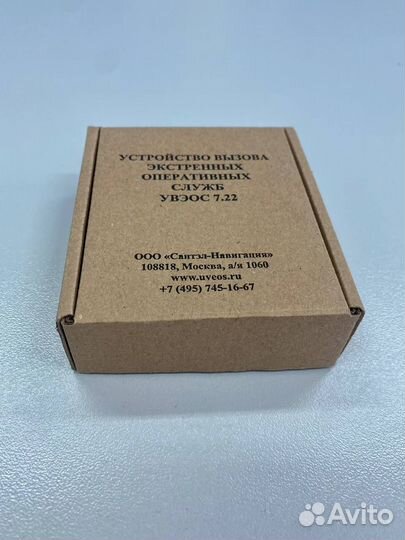 УСТРОЙСТВО ВЫЗОВА
ЭКСТРЕННЫХ
ОПЕРАТИВНЫХ
СЛУЖБ
УВЭОС 7.22
ООО «Сантэл-Навигация»
108818, Москва, а/я 1060
www.uveos.ru
+7 (495) 745-16-67
Avito